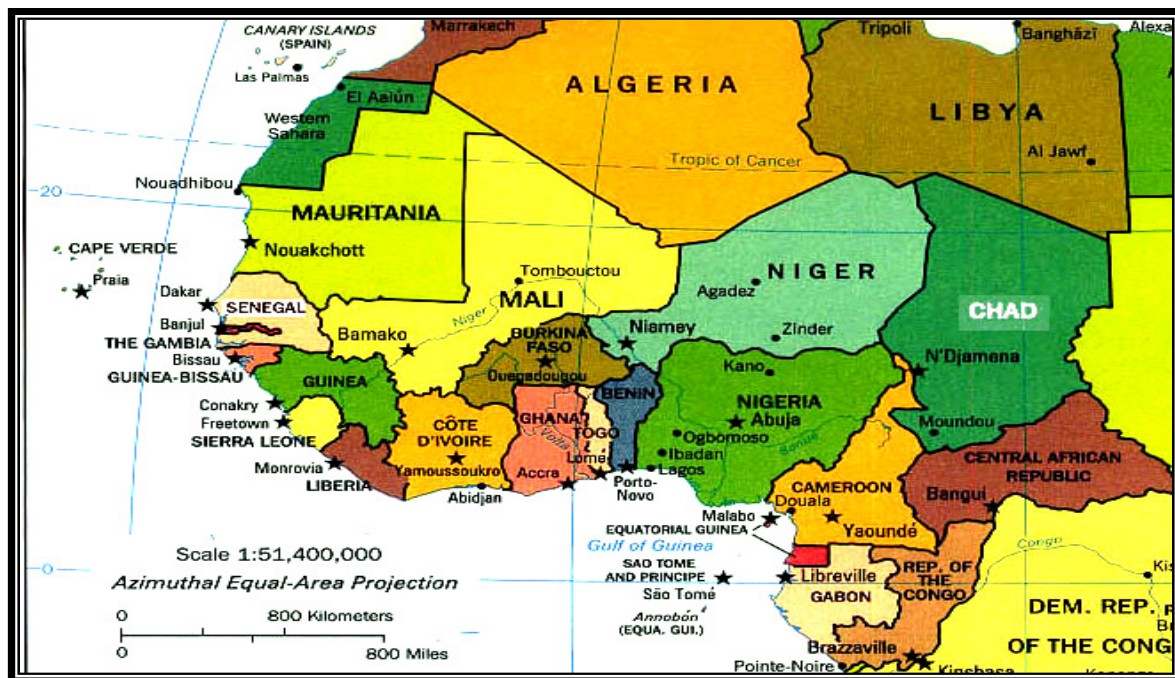 CANARY ISLANDS
(SPAIN)
Las Palmas
Marrakech
Tripoli
Banghāzī
El Aaiún
ALGERIA
LIBYA
Western
Sahara
Al Jawf
Tropic of Cancer
Nouadhibou
20
MAURITANIA
Nouakchott
CAPE VERDE
Praia
Tombouctou
NIGER
Agadez
CHAD
Dakar
SENEGAL
MALI
Niger
Banjul
THE GAMBIA
Bamako
BURKINA
FASO
Niamey
Zinder
Bissau
GUINEA-BISSAU
Ouagadougou
Kano
N'Djamena
GUINEA
BENIN
NIGERIA
Abuja
Conakry
Freetown
SIERRA LEONE
CÔTE
D'IVOIRE
GHANA
Volta
TOGO
Ogbomoso
Ibadan
Benue
Moundou
Monrovia
LIBERIA
Yamoussoukro
Abidjan
Accra
Lomé
Porto-
Novo
Lagos
CENTRAL AFRICAN
REPUBLIC
CAMEROON
Bangui
Douala
Malabo
Yaoundé
EQUATORIAL GUINEA
Gulf of Guinea
Congo
SAO TOME
AND PRINCIPE
São Tomé
0
Libreville
GABON
REP. OF
THE
CONGO
Annobón
(EQUA. GUI.)
DEM. REP.
OF THE CONG
Brazzaville
Pointe-Noire
Kinshasa
Scale 1:51,400,000
Azimuthal Equal-Area Projection
0
800 Kilometers
0
800 Miles